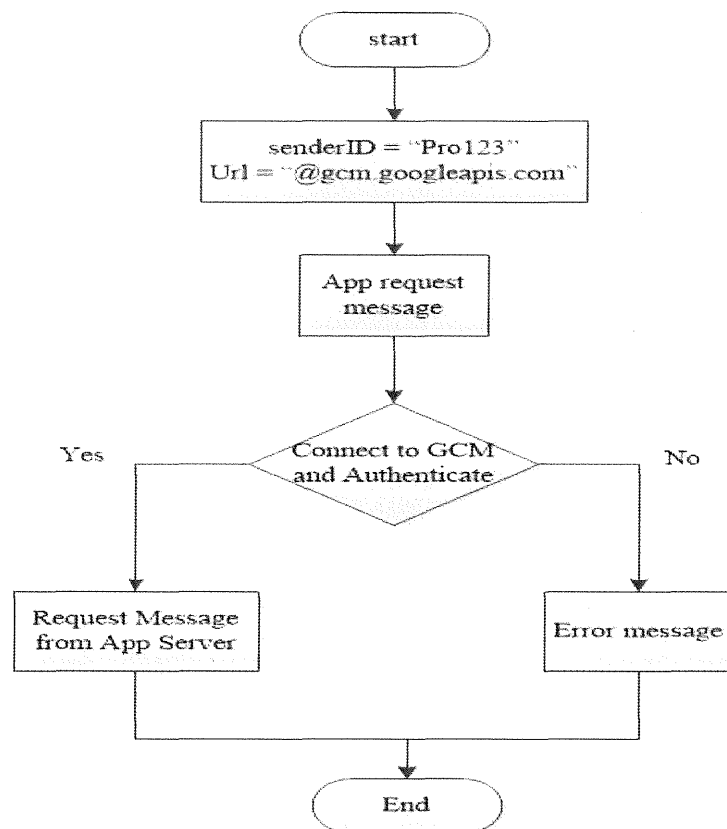 start
senderID = “Pro123”
Url = “@gcm.googleapis.com”
App request
message
Connect to GCM
and Authenticate
Yes
No
Request Message
from App Server
Error message
End